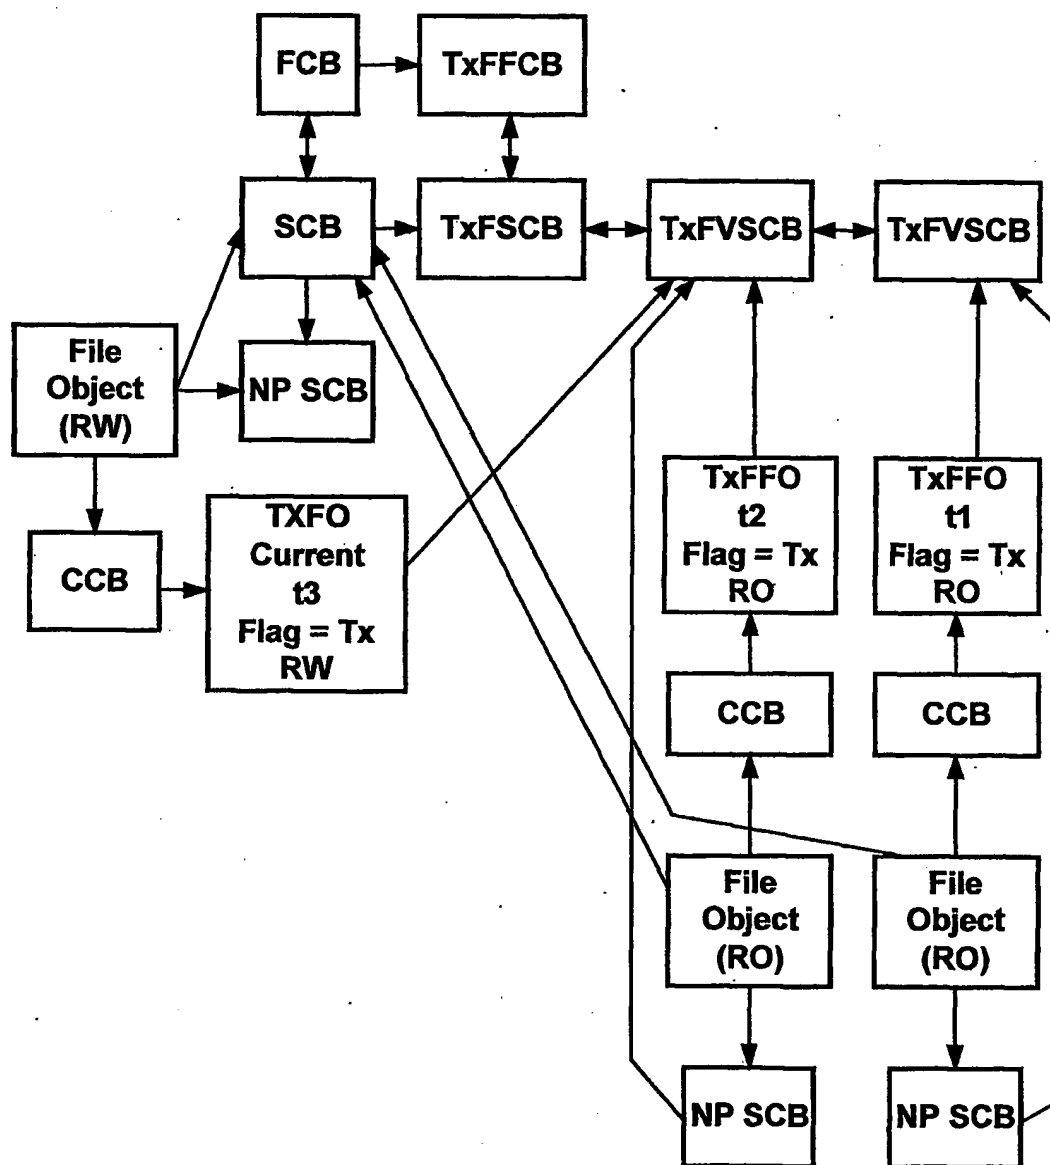 FCB
TxFFCB
SCB
TxFSCB
TxFVSCB
TxFVSCB
File
Object
(RW)
NP SCB
CCB
TXFO
Current
t3
Flag = Tx
RW
TxFFO
t2
Flag = Tx
RO
TxFFO
t1
Flag = Tx
RO
CCB
CCB
File
Object
(RO)
File
Object
(RO)
NP SCB
NP SCB